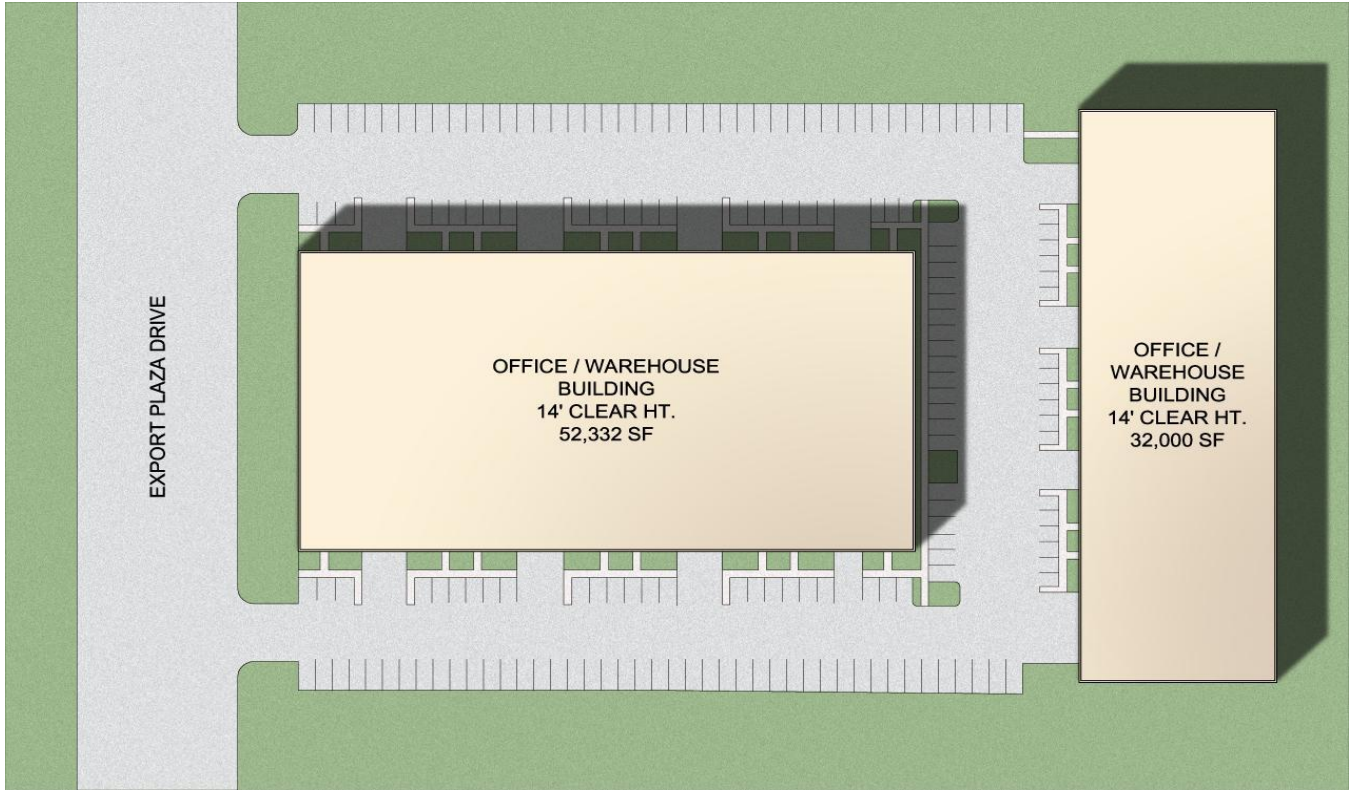 EXPORT PLAZA DRIVE
OFFICE / WAREHOUSE
BUILDING
14' CLEAR HT.
52,332 SF
OFFICE /
WAREHOUSE
BUILDING
14' CLEAR HT.
32,000 SF